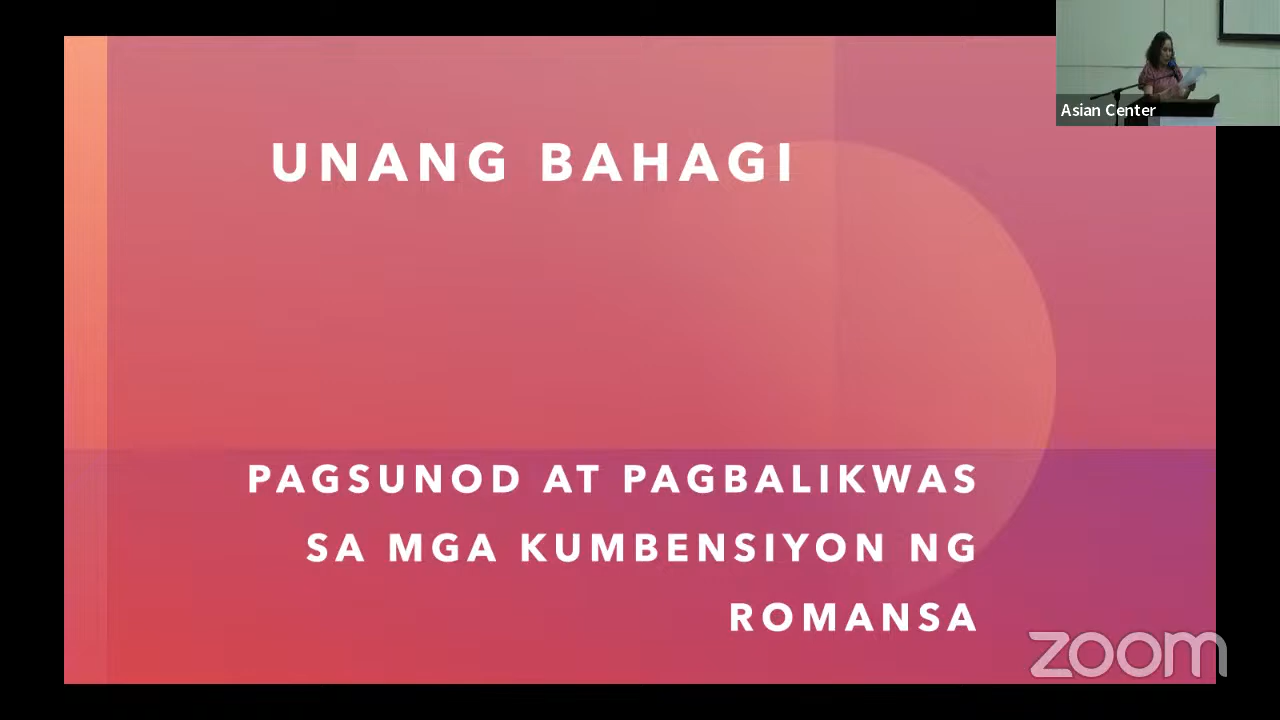 Asian Center
UNANG BAHAGI
PAGSUNOD AT PAGBALIKWAS
SA MGA KUMBENSIYON NG
ROMANSA
zoom